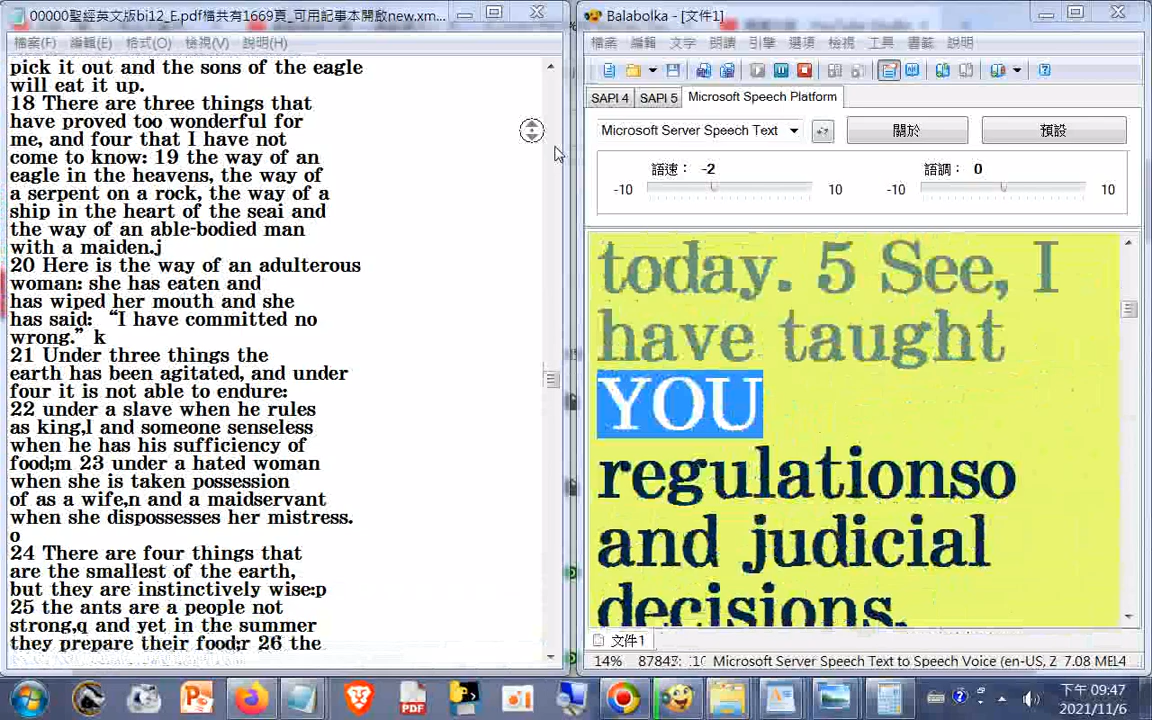 00000聖經英文版bi12_E.pdf檔共有1669頁_可用記事本開啟new.xm...
檔案(F) 編輯(E) 格式(O) 檢視(V) 說明(H)
pick it out and the sons of the eagle
will eat it up.
18 There are three things that
have proved too wonderful for
me, and four that I have not
come to know: 19 the way of an
eagle in the heavens, the way of
a serpent on a rock, the way of a
ship in the heart of the seai and
the way of an able-bodied man
with a maiden.j
20 Here is the way of an adulterous
woman: she has eaten and
has wiped her mouth and she
has said: “I have committed no
wrong.” k
21 Under three things the
earth has been agitated, and under
four it is not able to endure:
22 under a slave when he rules
as king,l and someone senseless
when he has his sufficiency of
food;m 23 under a hated woman
when she is taken possession
of as a wife,n and a maidservant
when she dispossesses her mistress.
o
24 There are four things that
are the smallest of the earth,
but they are instinctively wise:p
25 the ants are a people not
strong,q and yet in the summer
they prepare their food;r 26 the
Balabolka - [文件1]
檔案 編輯 文字 朗讀 引擎 選項 檢視 工具 書籤 說明
SAPI 4 SAPI 5 Microsoft Speech Platform
Microsoft Server Speech Text 關於 預設
語速: -2 語調: 0
-10 10 -10 10
today. 5 See, I
have taught
YOU
regulationso
and judicial
decisions,
文件1
14% Microsoft Server Speech Text to Speech Voice (en-US, Z 7.08 ME
PDF
下午 09:47
2021/11/6